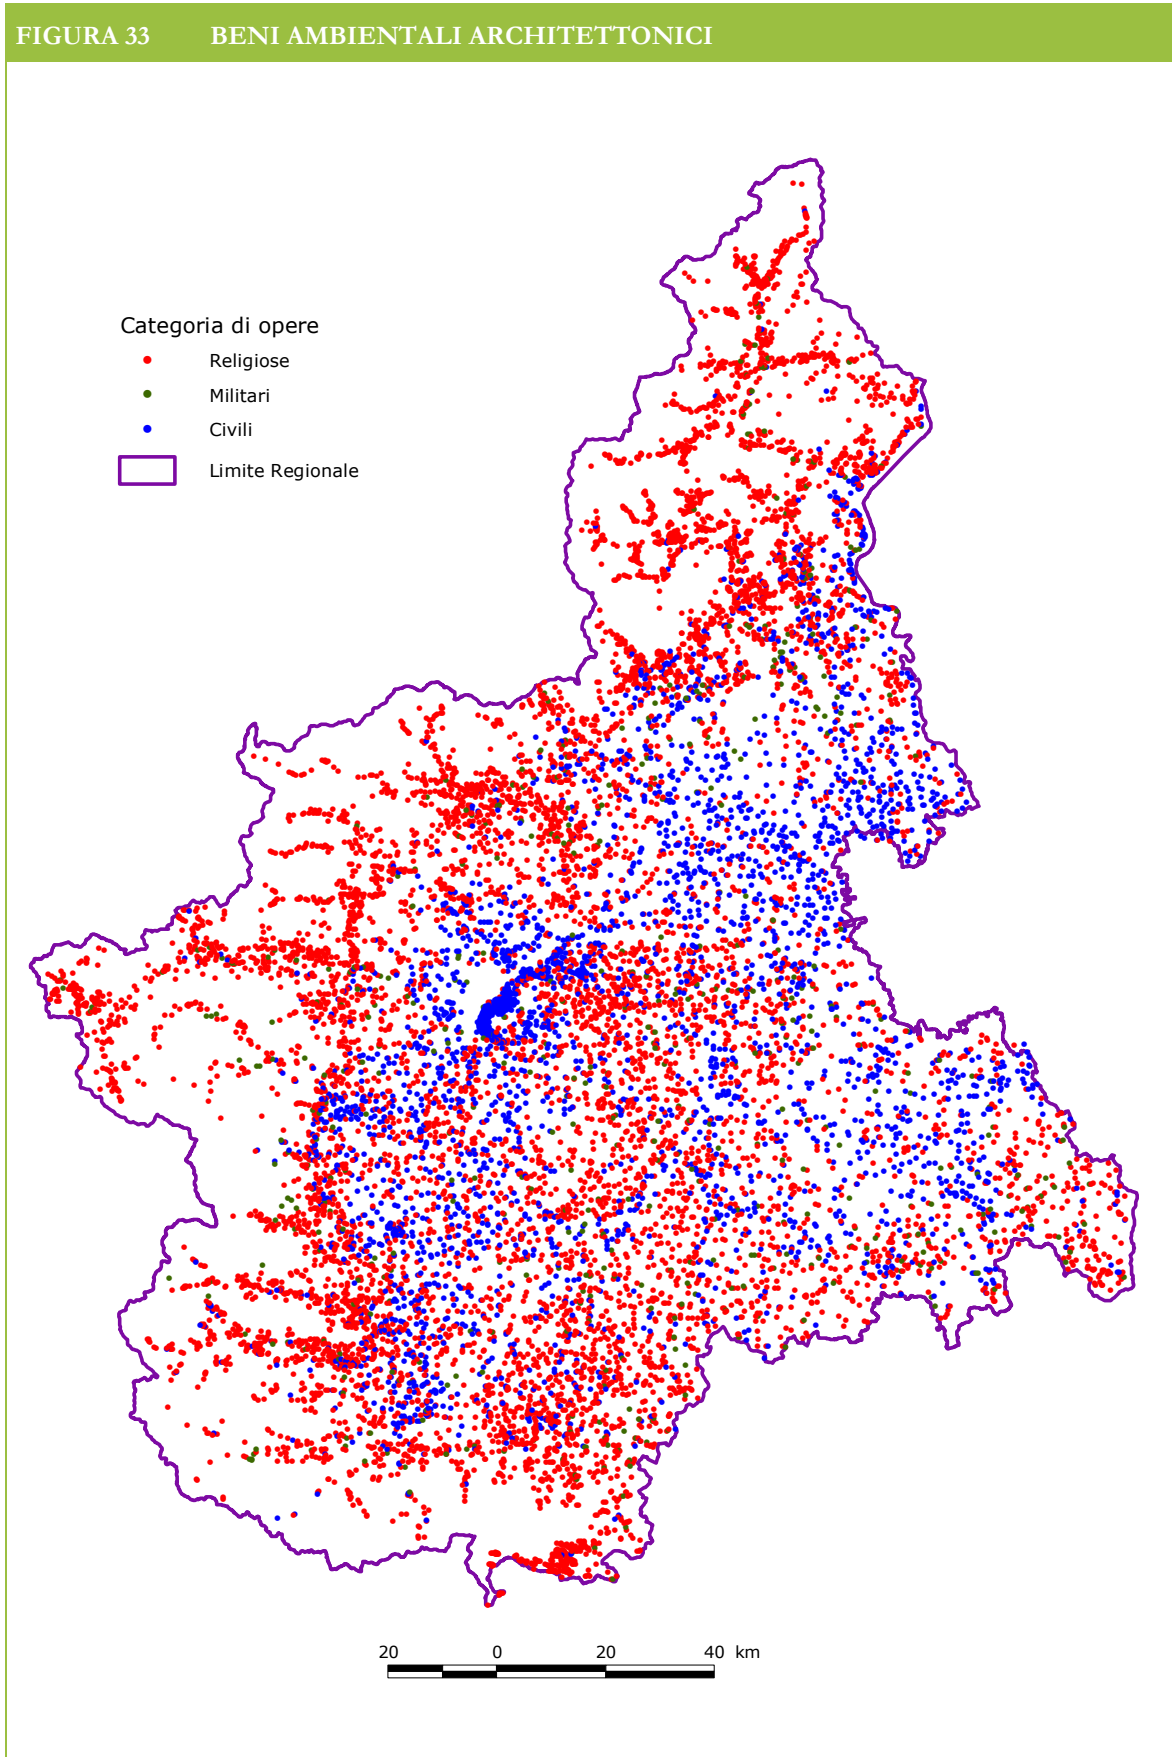 FIGURA 33 BENI AMBIENTALI ARCHITETTONICI
Categoria di opere
Religiose
Militari
Civili
Limite Regionale
20 0 20 40 km